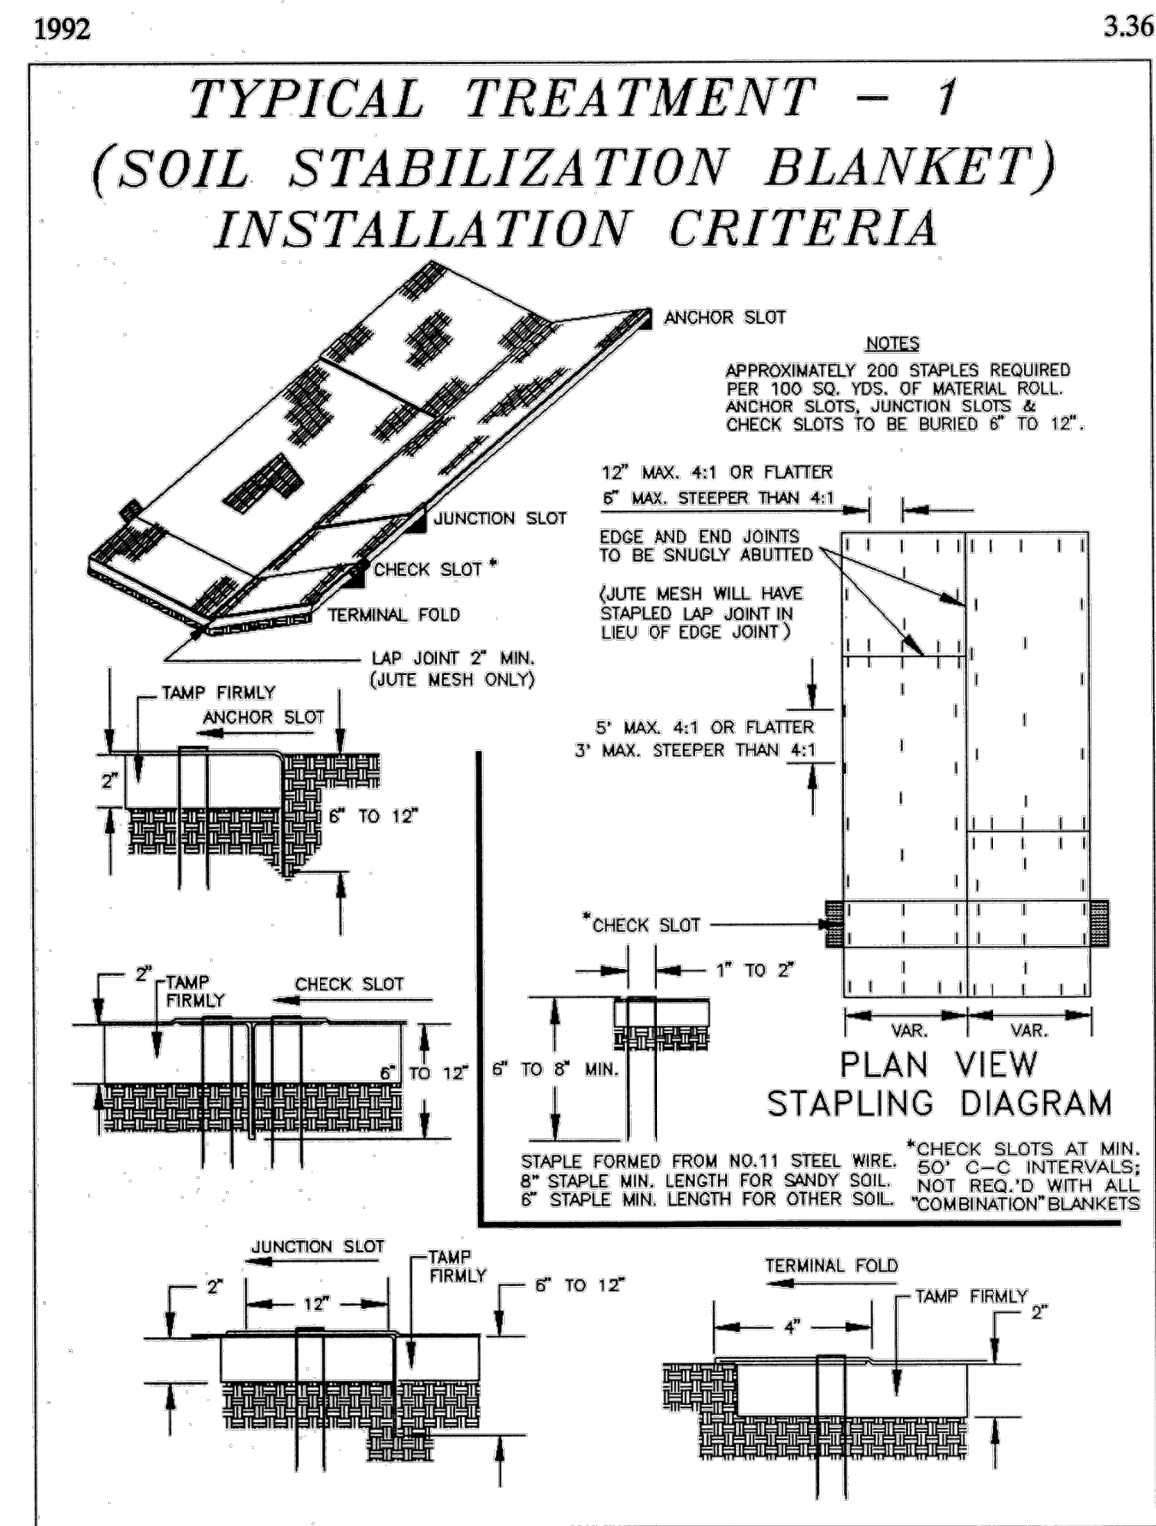 1992
3.36
TYPICAL TREATMENT - 1
(SOIL STABILIZATION BLANKET)
INSTALLATION CRITERIA
ANCHOR SLOT
NOTES
APPROXIMATELY 200 STAPLES REQUIRED
PER 100 SQ. YDS. OF MATERIAL ROLL.
ANCHOR SLOTS, JUNCTION SLOTS &
CHECK SLOTS TO BE BURIED 6" TO 12".
12" MAX. 4:1 OR FLATTER
6" MAX. STEEPER THAN 4:1
JUNCTION SLOT
EDGE AND END JOINTS
TO BE SNUGLY ABUTTED
CHECK SLOT *
(JUTE MESH WILL HAVE
STAPLED LAP JOINT IN
LIEU OF EDGE JOINT)
TERMINAL FOLD
LAP JOINT 2" MIN.
(JUTE MESH ONLY)
TAMP FIRMLY
ANCHOR SLOT
2"
6" TO 12"
5' MAX. 4:1 OR FLATTER
3' MAX. STEEPER THAN 4:1
*CHECK SLOT
1" TO 2"
2"
TAMP
FIRMLY
CHECK SLOT
6" TO 12"
6" TO 8" MIN.
VAR.
VAR.
PLAN VIEW
STAPLING DIAGRAM
STAPLE FORMED FROM NO.11 STEEL WIRE.
8" STAPLE MIN. LENGTH FOR SANDY SOIL.
6" STAPLE MIN. LENGTH FOR OTHER SOIL.
*CHECK SLOTS AT MIN.
50' C-C INTERVALS;
NOT REQ.'D WITH ALL
"COMBINATION" BLANKETS
JUNCTION SLOT
TAMP
FIRMLY
2"
12"
6" TO 12"
TERMINAL FOLD
TAMP FIRMLY
2"
4"